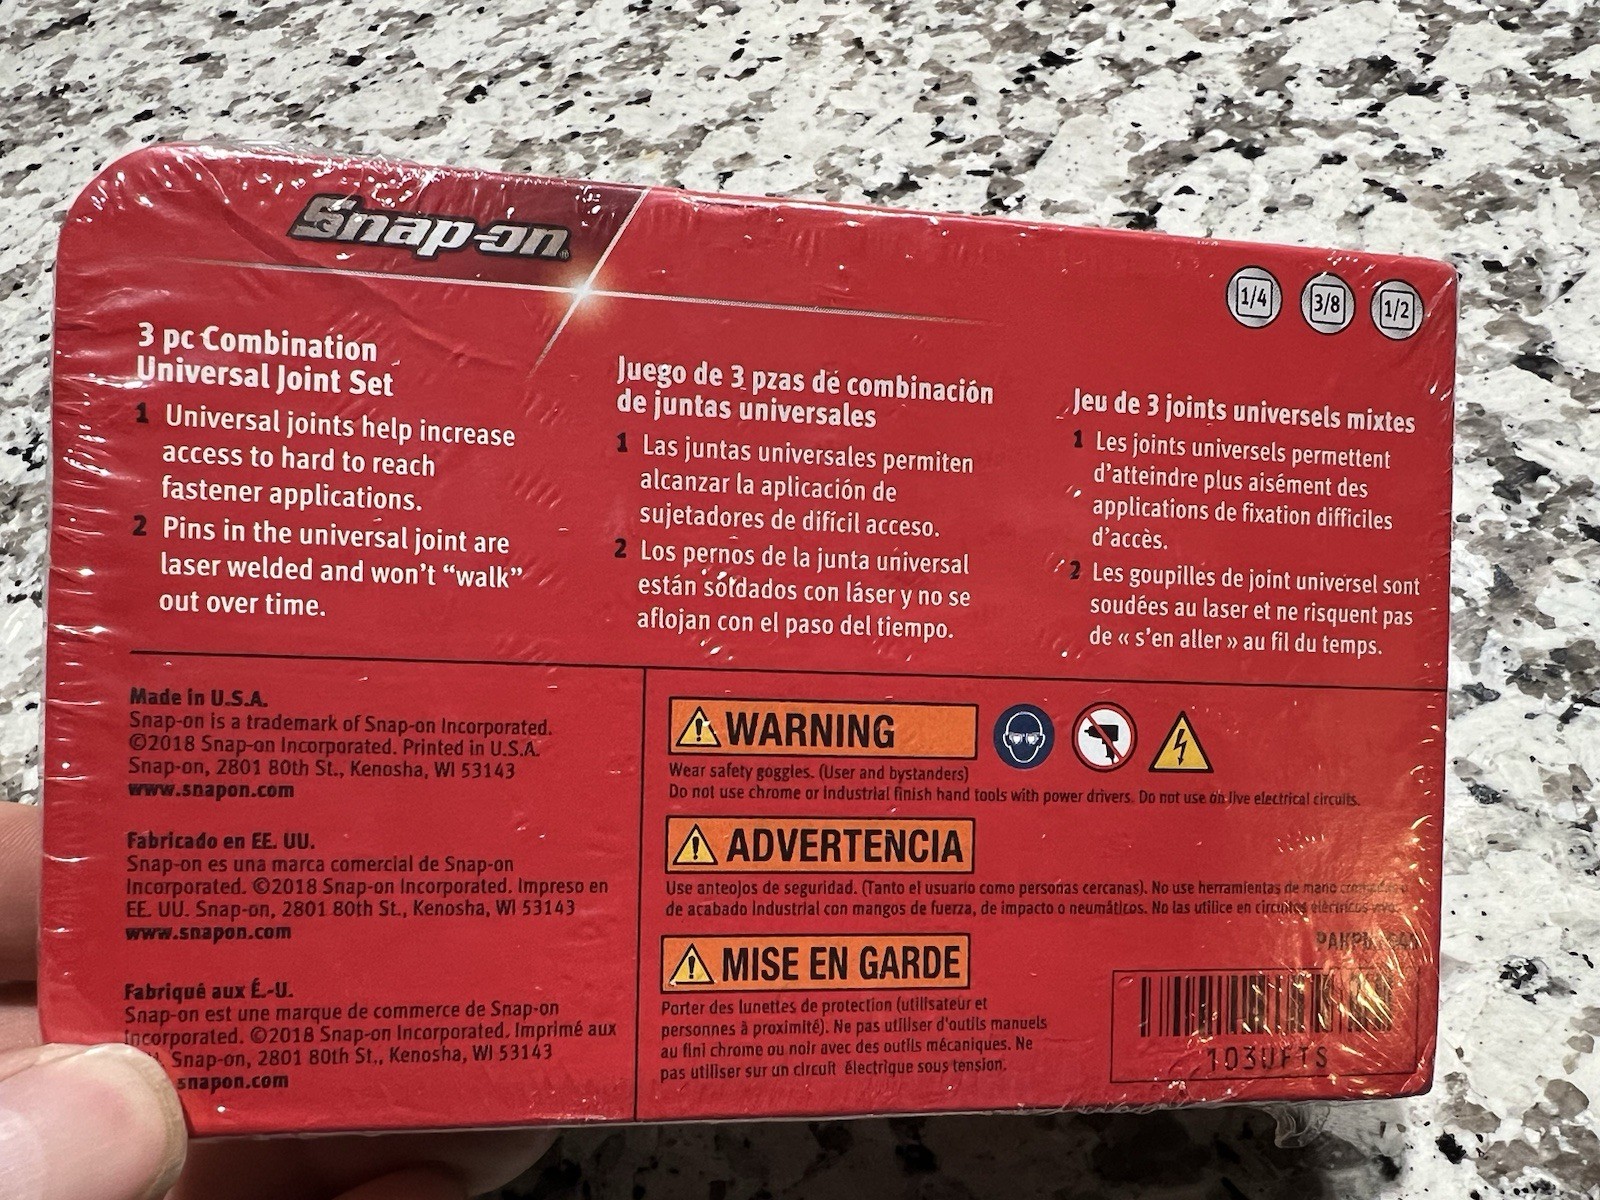 Snap-on®
1/4 3/8 1/2
3 pc Combination
Universal Joint Set
1 Universal joints help increase
access to hard to reach
fastener applications.
2 Pins in the universal joint are
laser welded and won't “walk”
out over time.
Juego de 3 pzas de combinación
de juntas universales
1 Las juntas universales permiten
alcanzar la aplicación de
sujetadores de difícil acceso.
2 Los pernos de la junta universal
están soldados con láser y no se
aflojan con el paso del tiempo.
Jeu de 3 joints universels mixtes
1 Les joints universels permettent
d'atteindre plus aisément des
applications de fixation difficiles
d'accès.
2 Les goupilles de joint universel sont
soudées au laser et ne risquent pas
de « s'en aller » au fil du temps.
Made in U.S.A.
Snap-on is a trademark of Snap-on Incorporated.
©2018 Snap-on Incorporated. Printed in U.S.A.
Snap-on, 2801 80th St., Kenosha, WI 53143
www.snapon.com
Fabricado en EE. UU.
Snap-on es una marca comercial de Snap-on
Incorporated. ©2018 Snap-on Incorporated. Impreso en
EE. UU. Snap-on, 2801 80th St., Kenosha, WI 53143
www.snapon.com
Fabriqué aux É.-U.
Snap-on est une marque de commerce de Snap-on
Incorporated. ©2018 Snap-on Incorporated. Imprimé aux
Snap-on, 2801 80th St., Kenosha, WI 53143
snapon.com
WARNING
Wear safety goggles. (User and bystanders)
Do not use chrome or industrial finish hand tools with power drivers. Do not use on live electrical circuits.
ADVERTENCIA
Use anteojos de seguridad. (Tanto el usuario como personas cercanas). No use herramientas de mano
de acabado industrial con mangos de fuerza, de impacto o neumáticos. No las utilice en circuitos eléctricos vivos.
MISE EN GARDE
Porter des lunettes de protection (utilisateur et
personnes à proximité). Ne pas utiliser d'outils manuels
au fini chrome ou noir avec des outils mécaniques. Ne
pas utiliser sur un circuit électrique sous tension.
103UFTS